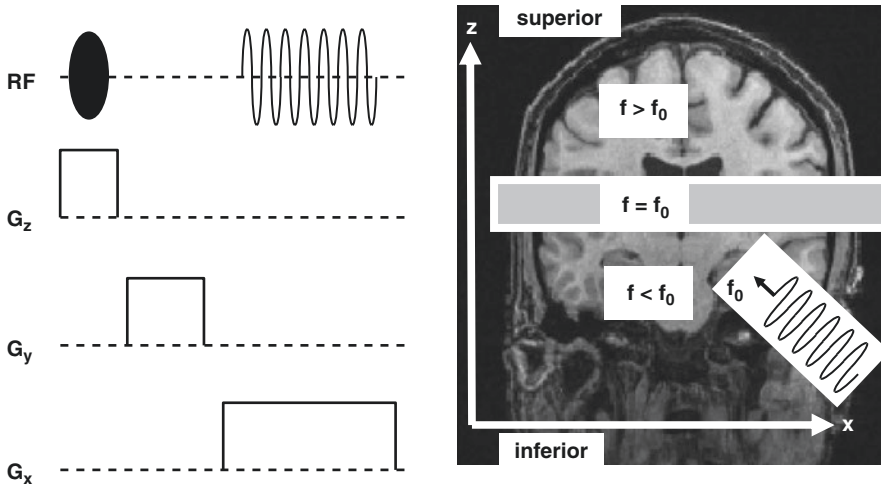 RF
G_z
G_y
G_x
superior
z
f > f₀
f = f₀
f < f₀
f₀
x
inferior